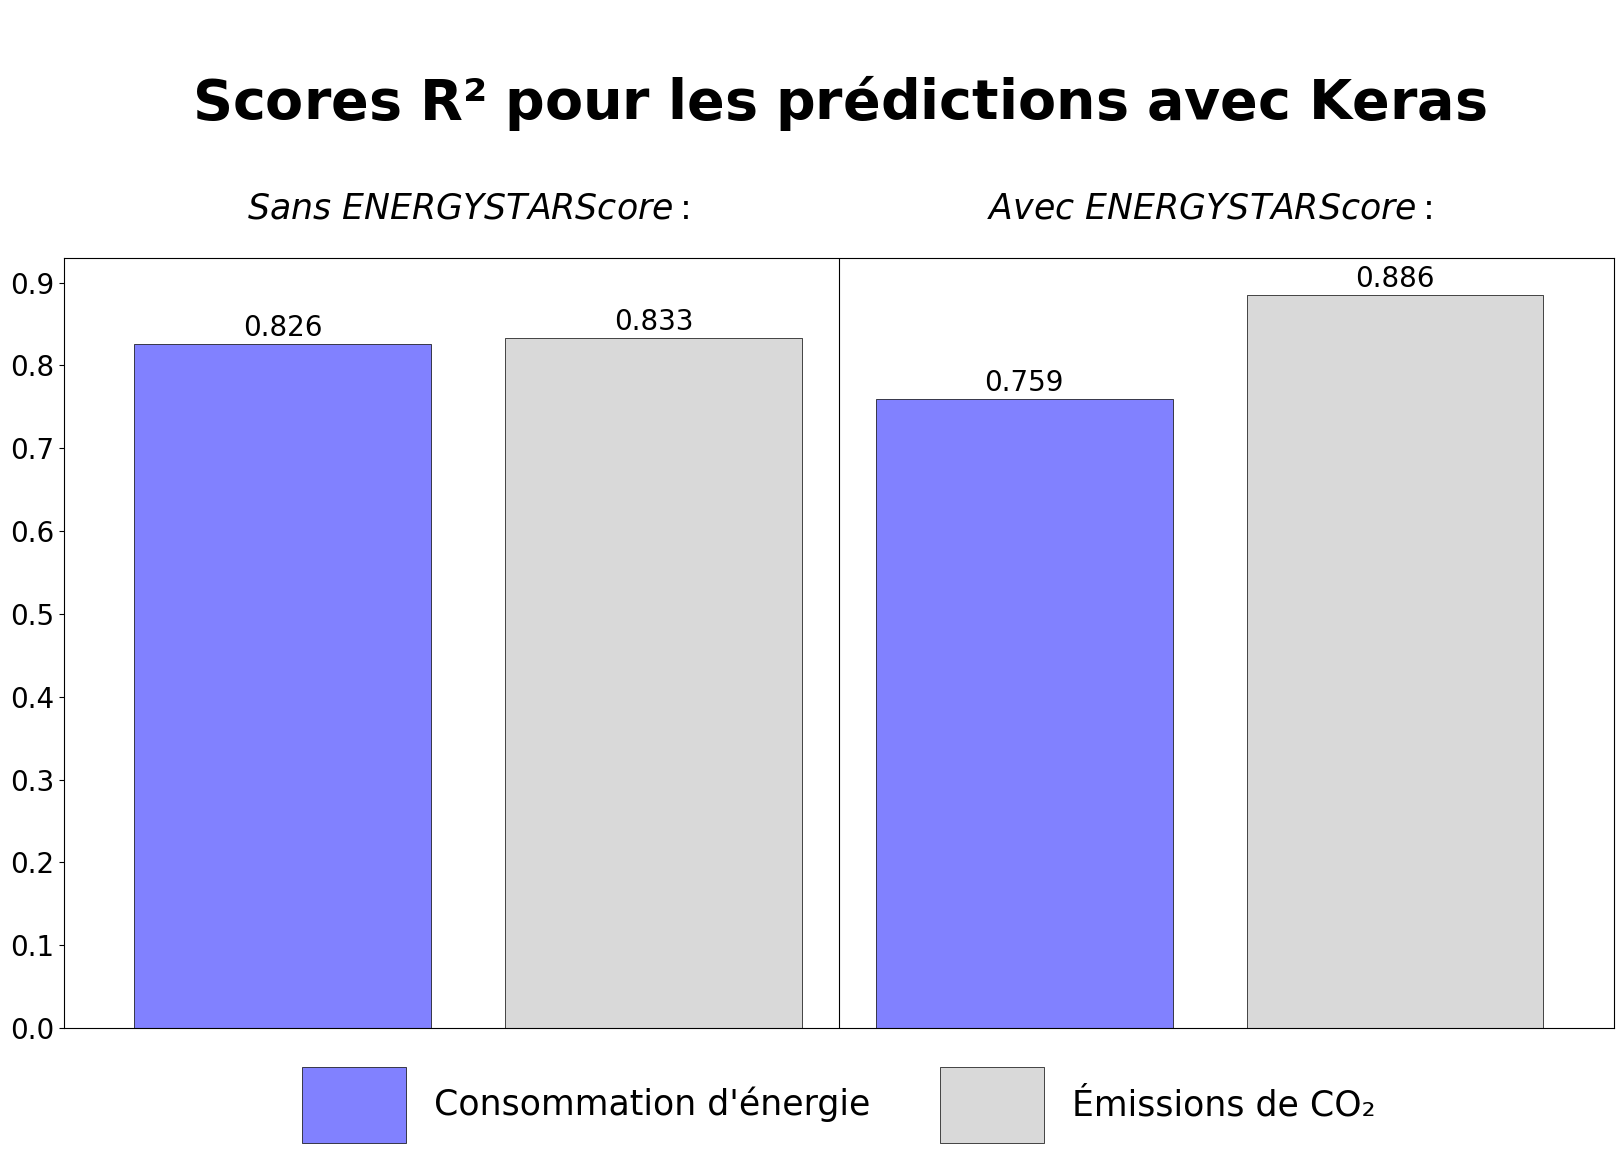 Scores R² pour les prédictions avec Keras
Sans ENERGYSTARScore :
Avec ENERGYSTARScore :
0.9
0.8
0.7
0.6
0.5
0.4
0.3
0.2
0.1
0.0
0.826
0.833
0.759
0.886
Consommation d'énergie
Émissions de CO₂